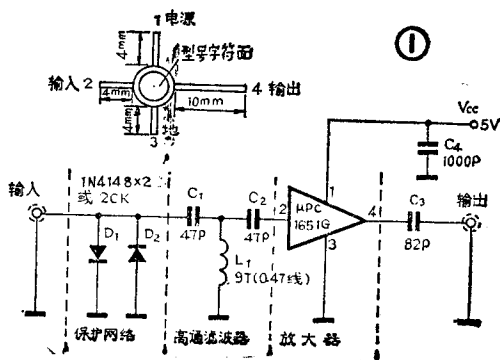 ①
1电源
型号字符面
4mm
输入2
4mm
4 输出
10mm
4mm
3
地
Vcc
5V
C4
1000P
1N4148×2
或 2CK
输入
D1
D2
C1
47P
C2
47P
L1
9T(0.47线)
2
μPC
1651G
1
3
4
C3
82P
输出
保护网络
高通滤波器
放大器